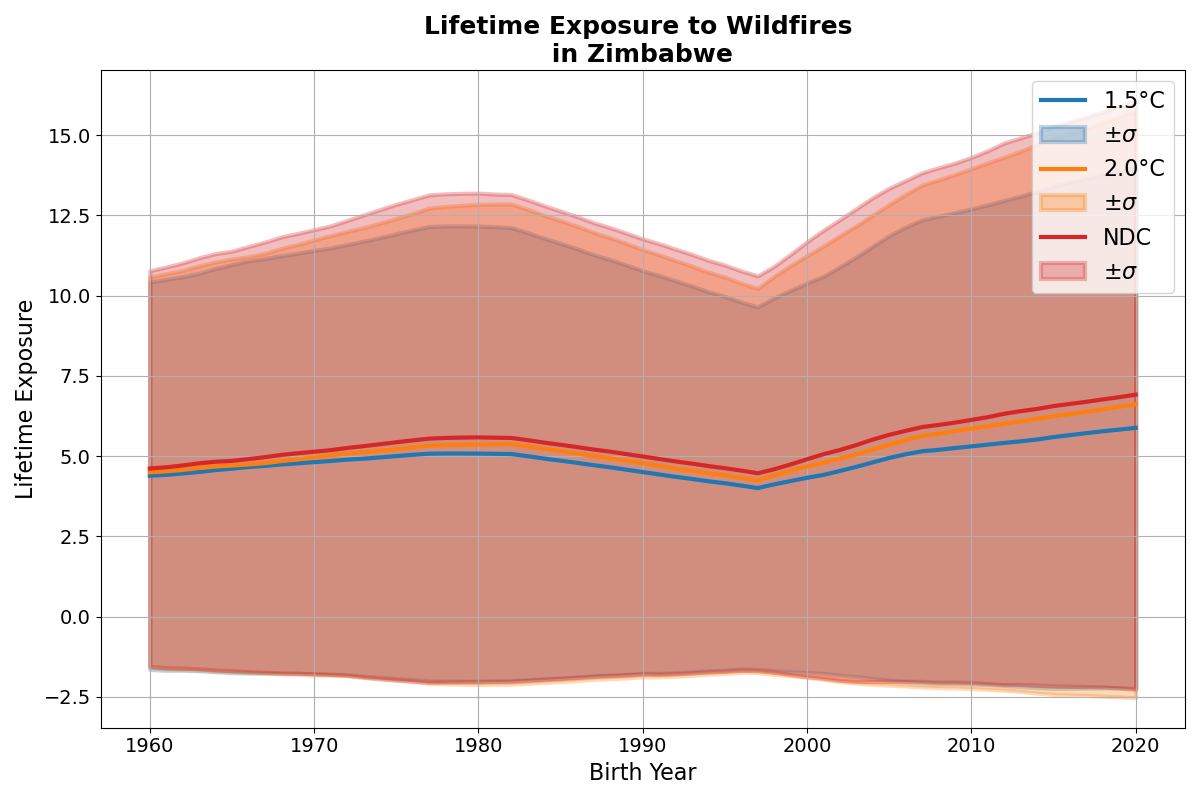 Lifetime Exposure to Wildfires
in Zimbabwe
15.0
12.5
10.0
7.5
5.0
2.5
0.0
−2.5
Lifetime Exposure
1960
1970
1980
1990
2000
2010
2020
Birth Year
1.5°C
±σ
2.0°C
±σ
NDC
±σ